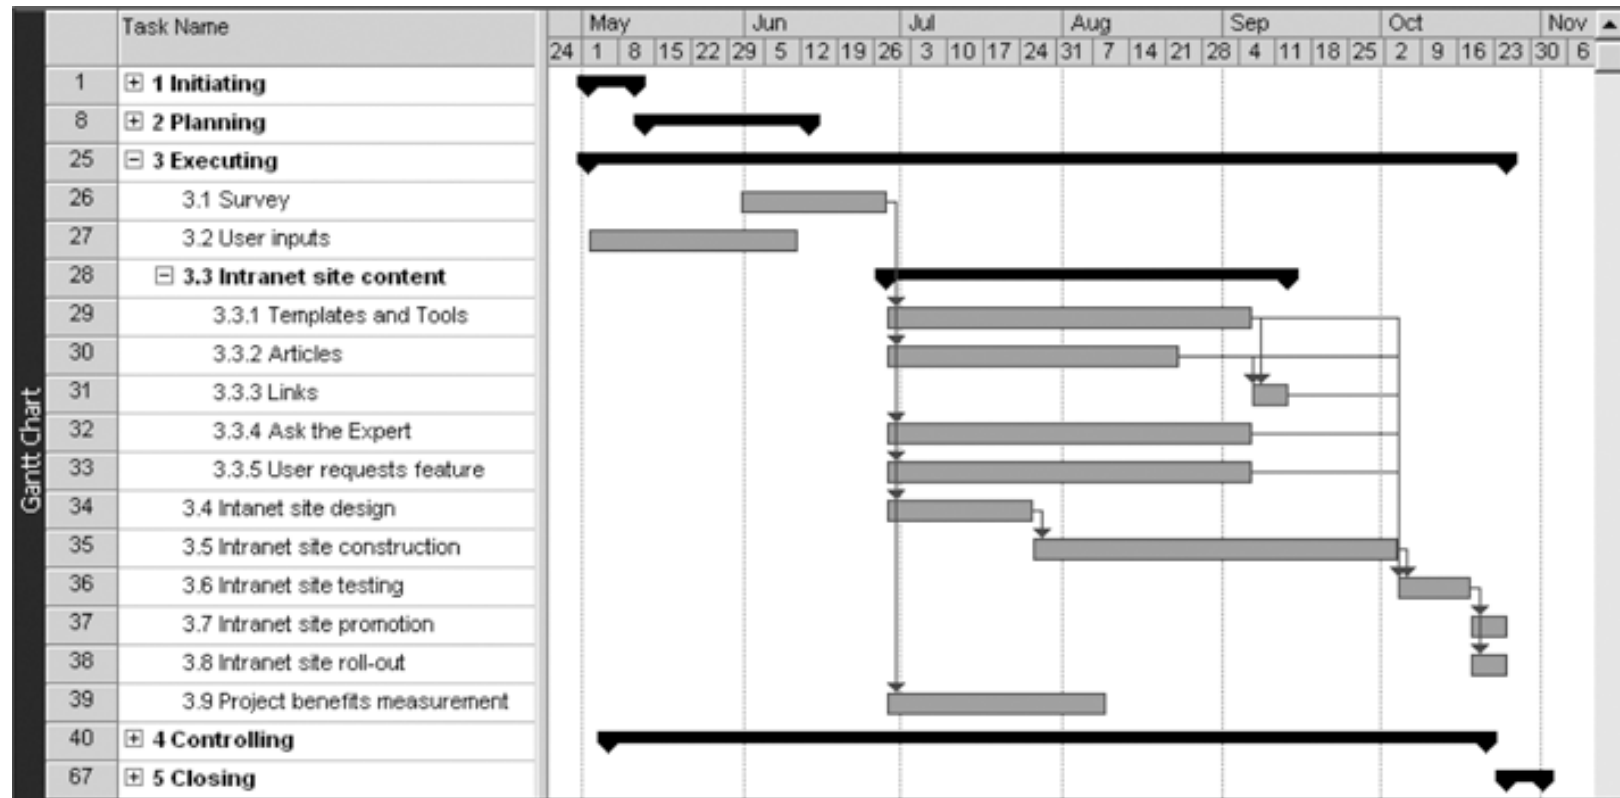 Task Name May Jun Jul Aug Sep Oct Nov
24 1 8 15 22 29 5 12 19 26 3 10 17 24 31 7 14 21 28 4 11 18 25 2 9 16 23 30 6
1 1 Initiating
8 2 Planning
25 3 Executing
26 3.1 Survey
27 3.2 User inputs
28 3.3 Intranet site content
29 3.3.1 Templates and Tools
30 3.3.2 Articles
31 3.3.3 Links
32 3.3.4 Ask the Expert
33 3.3.5 User requests feature
34 3.4 Intanet site design
35 3.5 Intranet site construction
36 3.6 Intranet site testing
37 3.7 Intranet site promotion
38 3.8 Intranet site roll-out
39 3.9 Project benefits measurement
40 4 Controlling
67 5 Closing
Gantt Chart